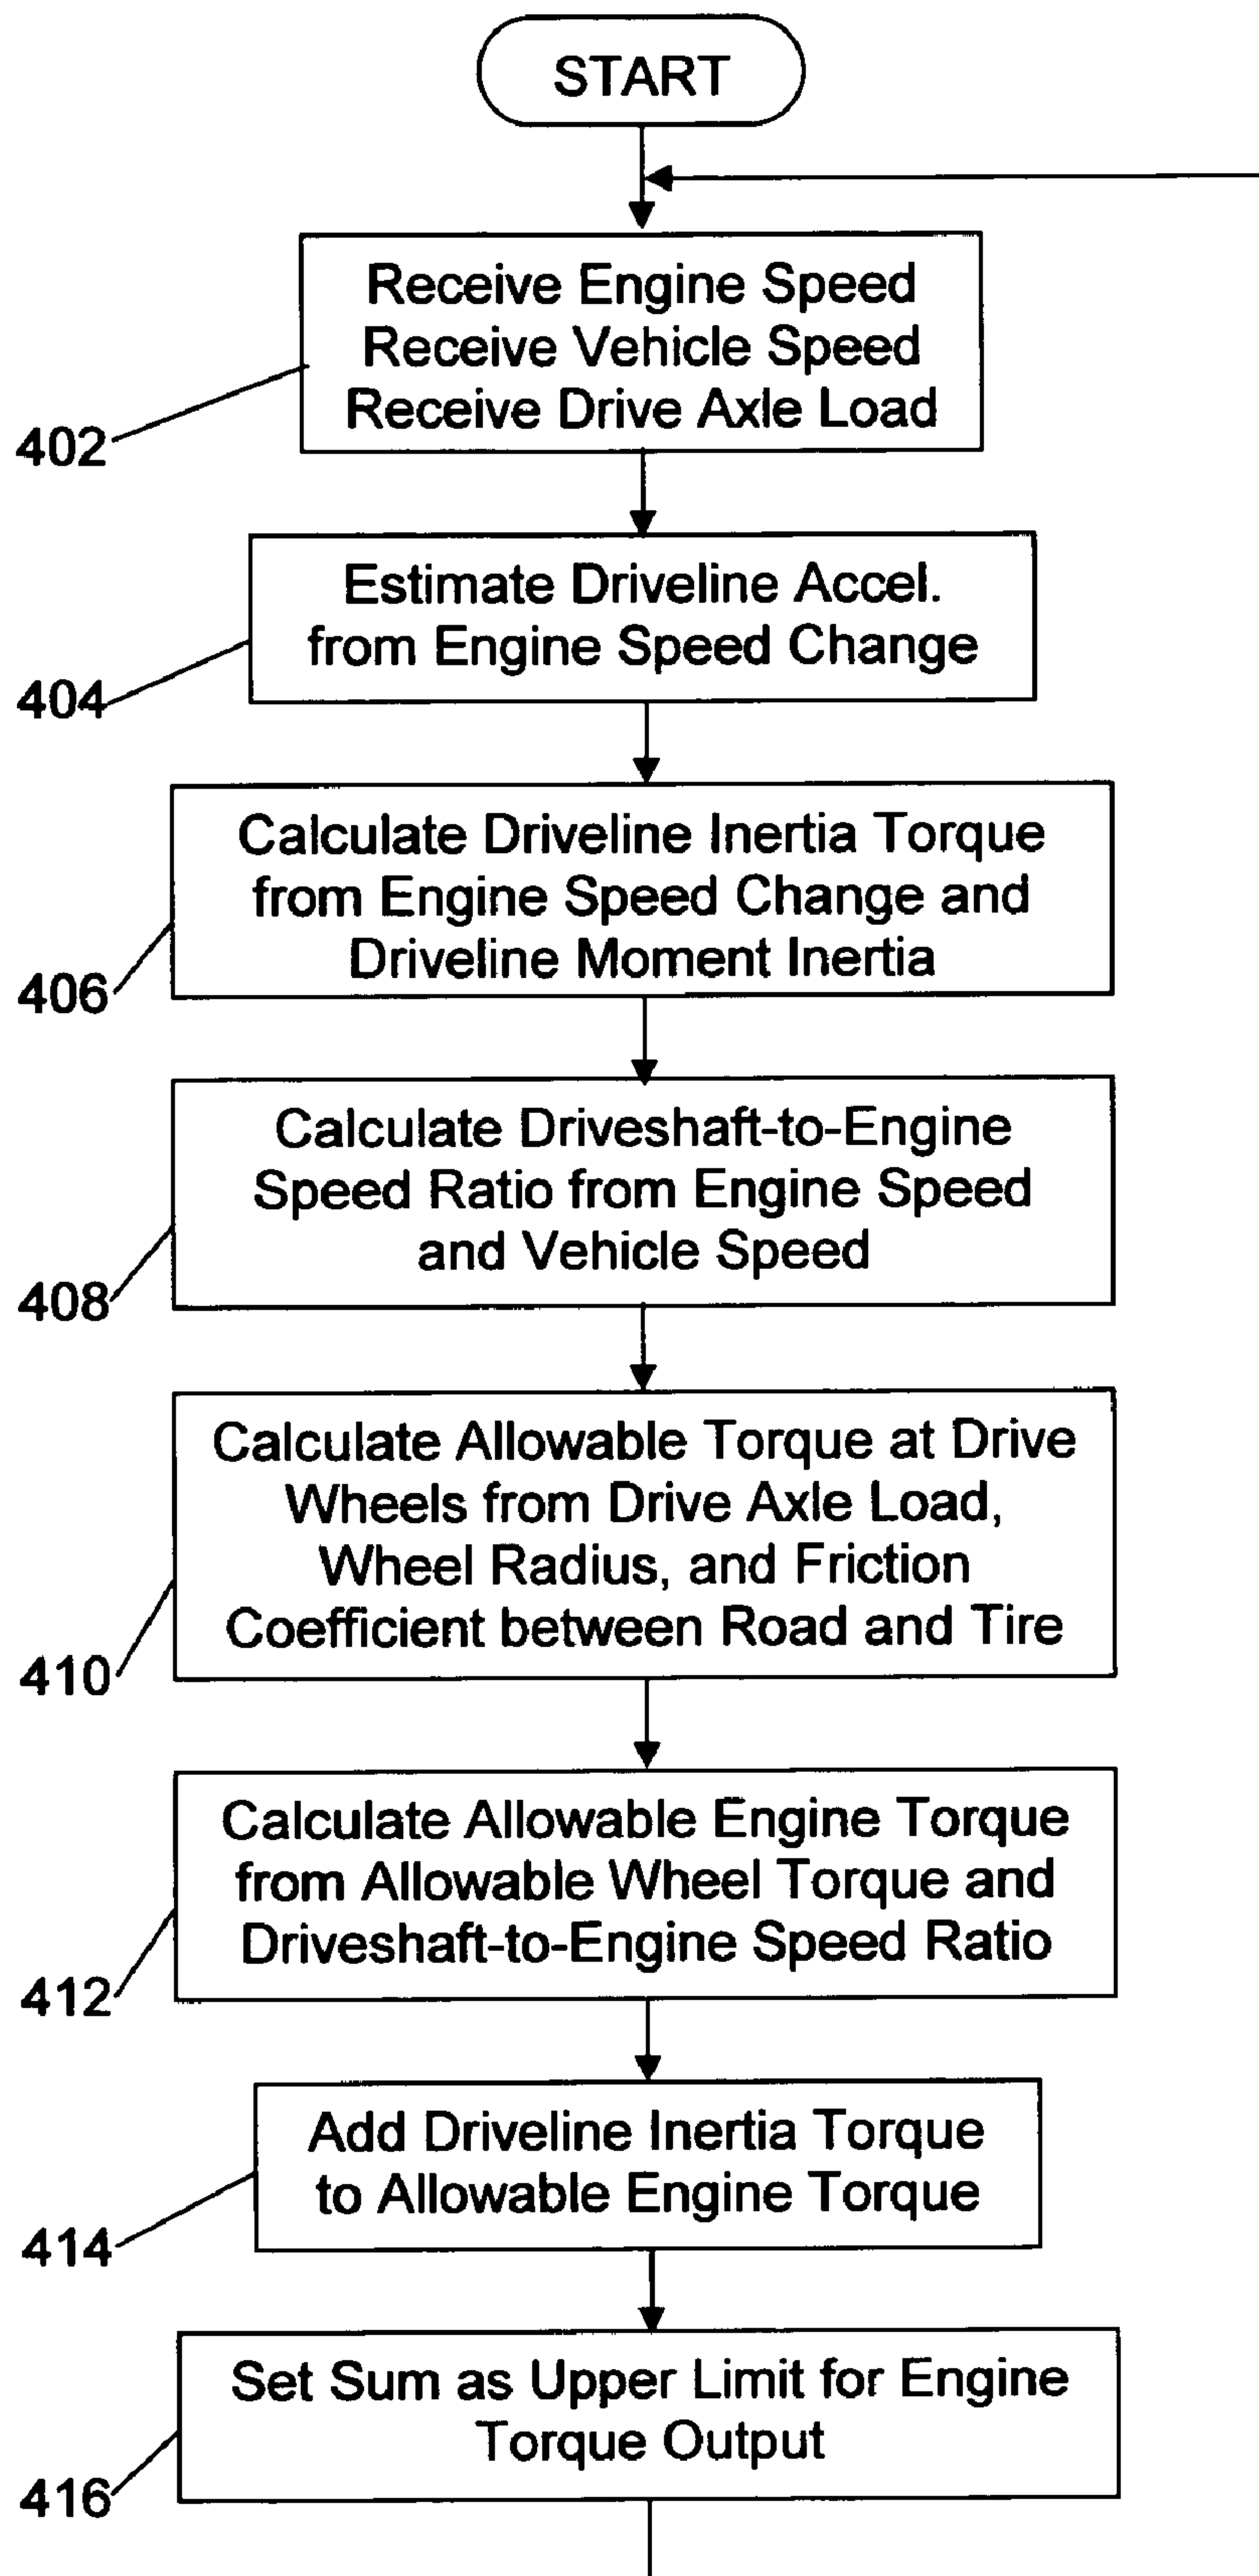 START
Receive Engine Speed
Receive Vehicle Speed
Receive Drive Axle Load
402
Estimate Driveline Accel.
from Engine Speed Change
404
Calculate Driveline Inertia Torque
from Engine Speed Change and
Driveline Moment Inertia
406
Calculate Driveshaft-to-Engine
Speed Ratio from Engine Speed
and Vehicle Speed
408
Calculate Allowable Torque at Drive
Wheels from Drive Axle Load,
Wheel Radius, and Friction
Coefficient between Road and Tire
410
Calculate Allowable Engine Torque
from Allowable Wheel Torque and
Driveshaft-to-Engine Speed Ratio
412
Add Driveline Inertia Torque
to Allowable Engine Torque
414
Set Sum as Upper Limit for Engine
Torque Output
416